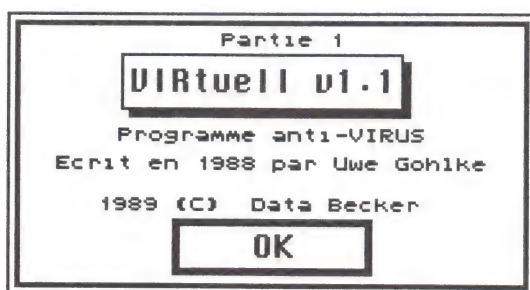 Partie 1
VIRtuell v1.1
Programme anti-VIRUS
Ecrit en 1988 par Uwe Gohlke
1989 (C) Data Becker
OK